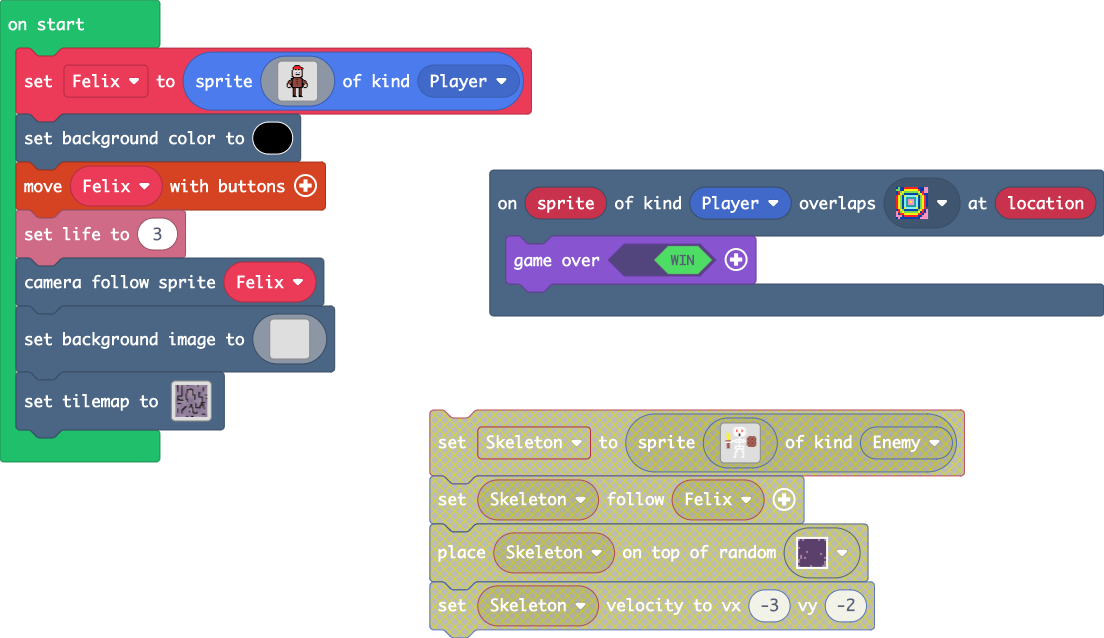 on start
set Felix to sprite of kind Player
set background color to
move Felix with buttons
set life to 3
camera follow sprite Felix
set background image to
set tilemap to
on sprite of kind Player overlaps at location
game over WIN
set Skeleton to sprite of kind Enemy
set Skeleton follow Felix
place Skeleton on top of random
set Skeleton velocity to vx -3 vy -2